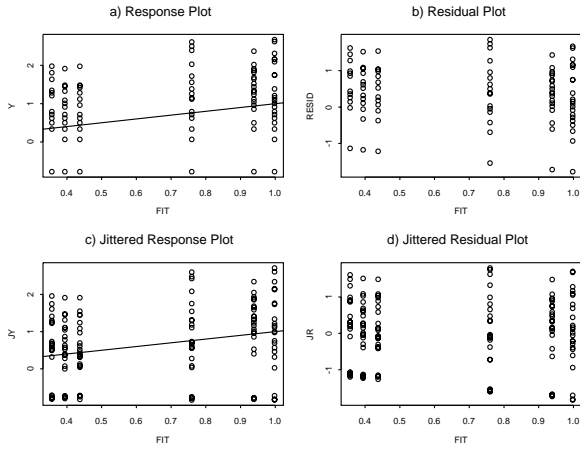 a) Response Plot
Y
0 1 2
0.4 0.5 0.6 0.7 0.8 0.9 1.0
FIT
b) Residual Plot
RESID
-1 0 1
0.4 0.5 0.6 0.7 0.8 0.9 1.0
FIT
c) Jittered Response Plot
JY
0 1 2
0.4 0.5 0.6 0.7 0.8 0.9 1.0
FIT
d) Jittered Residual Plot
JR
-1 0 1
0.4 0.5 0.6 0.7 0.8 0.9 1.0
FIT